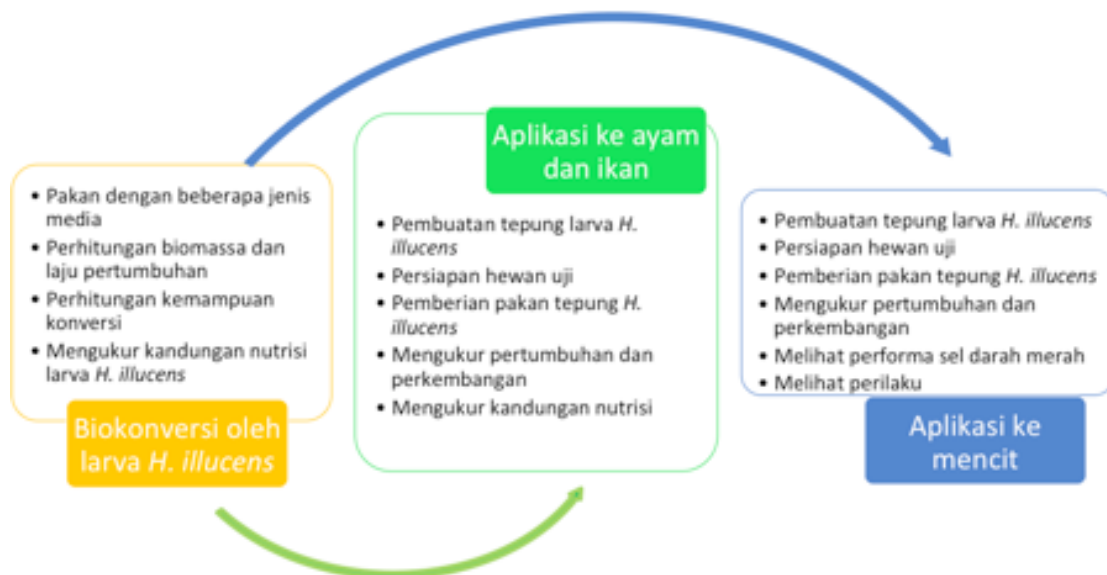 • Pakan dengan beberapa jenis
media
• Perhitungan biomassa dan
laju pertumbuhan
• Perhitungan kemampuan
konversi
• Mengukur kandungan nutrisi
larva H. illucens
Biokonversi oleh
larva H. illucens
Aplikasi ke ayam
dan ikan
• Pembuatan tepung larva H.
illucens
• Persiapan hewan uji
• Pemberian pakan tepung H.
illucens
• Mengukur pertumbuhan dan
perkembangan
• Mengukur kandungan nutrisi
• Pembuatan tepung larva H. illucens
• Persiapan hewan uji
• Pemberian pakan tepung H. illucens
• Mengukur pertumbuhan dan
perkembangan
• Melihat performa sel darah merah
• Melihat perilaku
Aplikasi ke
mencit